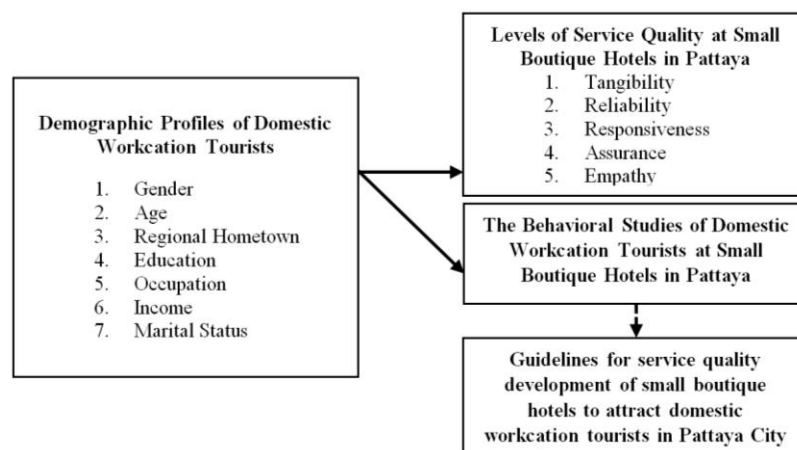 Demographic Profiles of Domestic
Workcation Tourists
1. Gender
2. Age
3. Regional Hometown
4. Education
5. Occupation
6. Income
7. Marital Status
Levels of Service Quality at Small
Boutique Hotels in Pattaya
1. Tangibility
2. Reliability
3. Responsiveness
4. Assurance
5. Empathy
The Behavioral Studies of Domestic
Workcation Tourists at Small
Boutique Hotels in Pattaya
Guidelines for service quality
development of small boutique
hotels to attract domestic
workcation tourists in Pattaya City